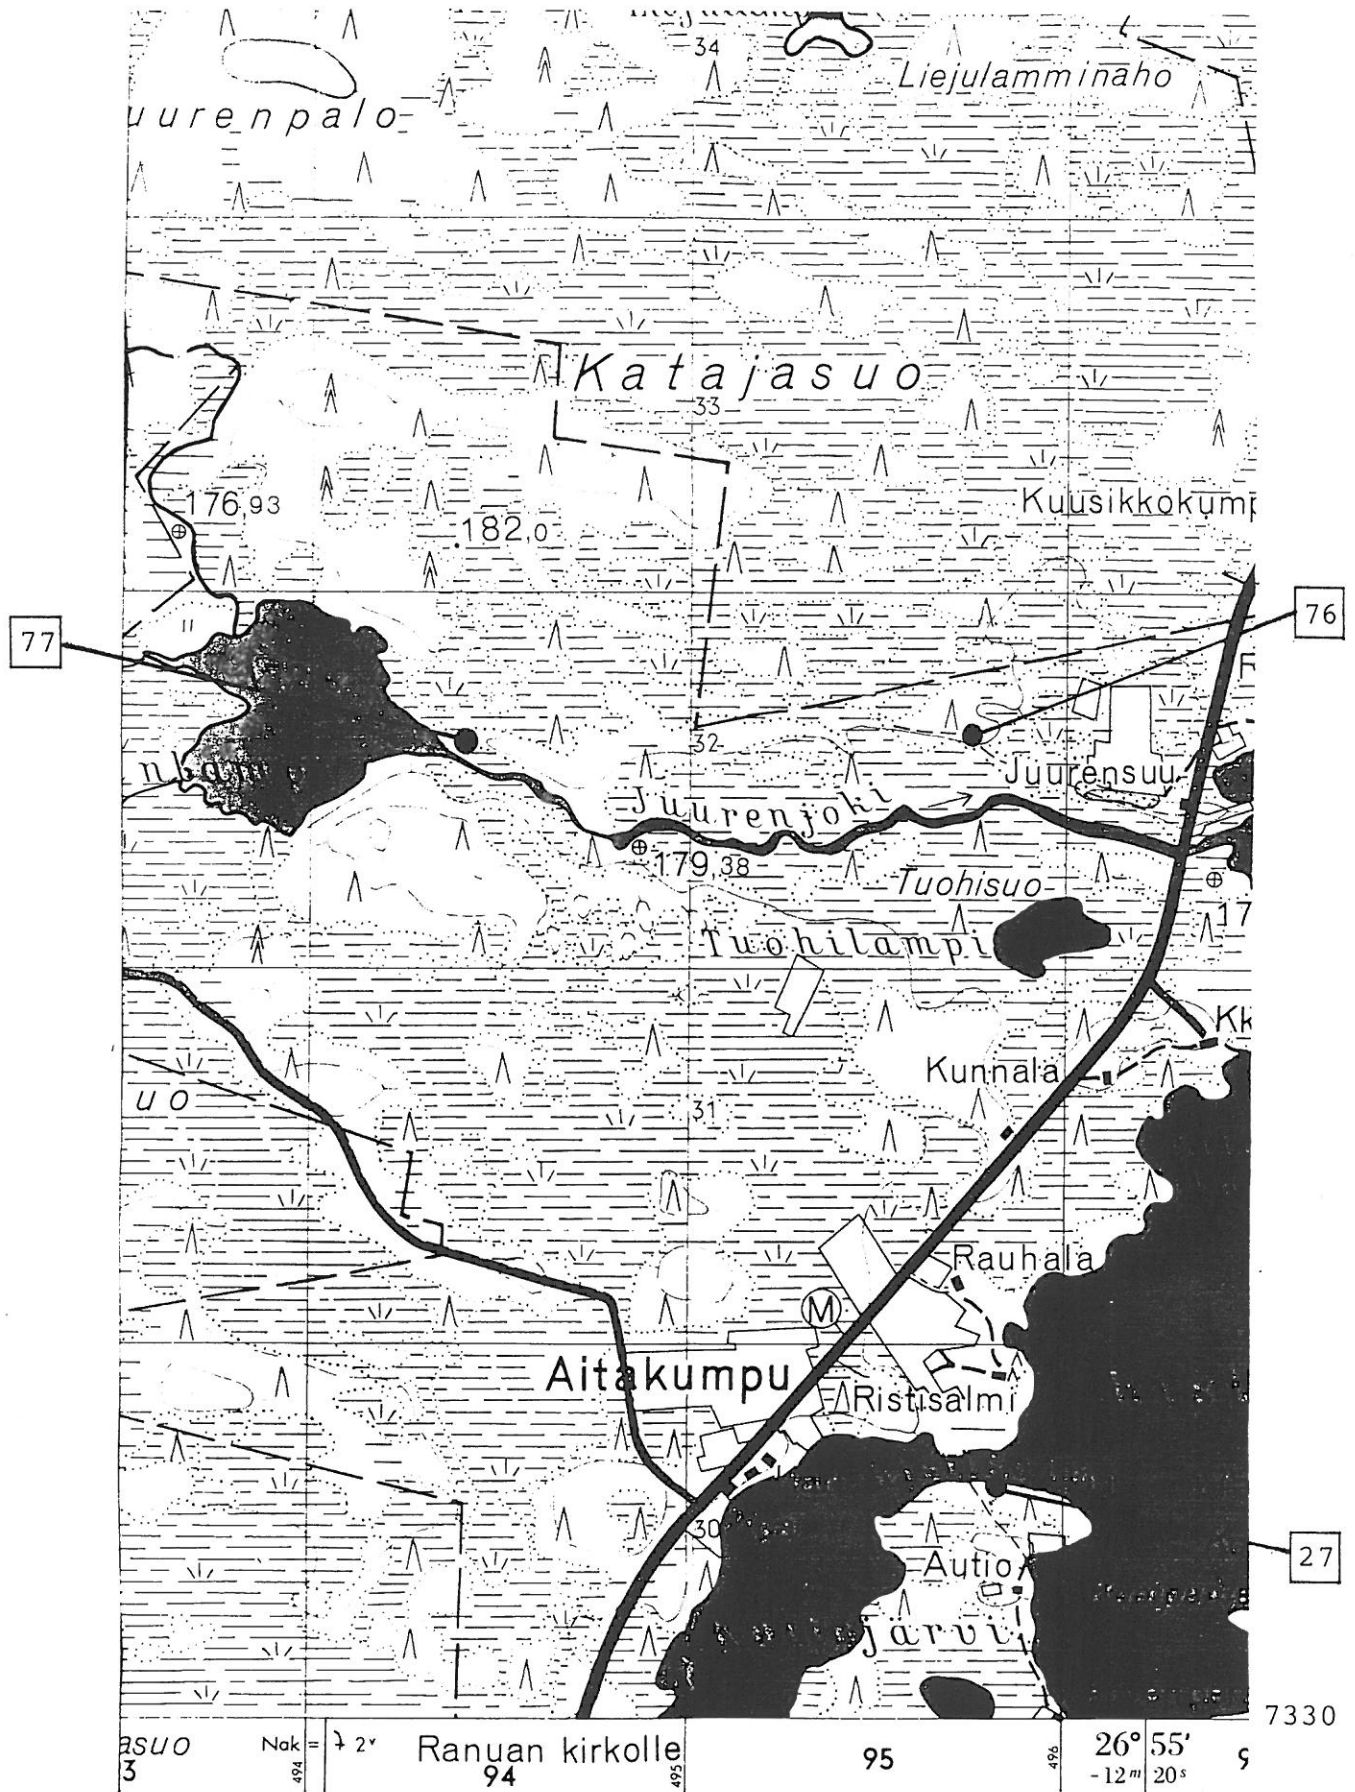 34
Liejulamminaho
uurenpalo
Katajasuo
33
176,93
182,0
Kuusikkokump
76
77
R
32
Juurensuu
Juurenjoki
179,38
Tuohisuo
17
Tuohilampi
Kk
Kunnala
uo
31
Rauhala
M
Aitakumpu
Ristisalmi
30
27
Autio
järvi
7330
asuo
Nak =
2v
Ranuan kirkolle
95
26° 55'
9
3
494
94
495
496
-12m 20s